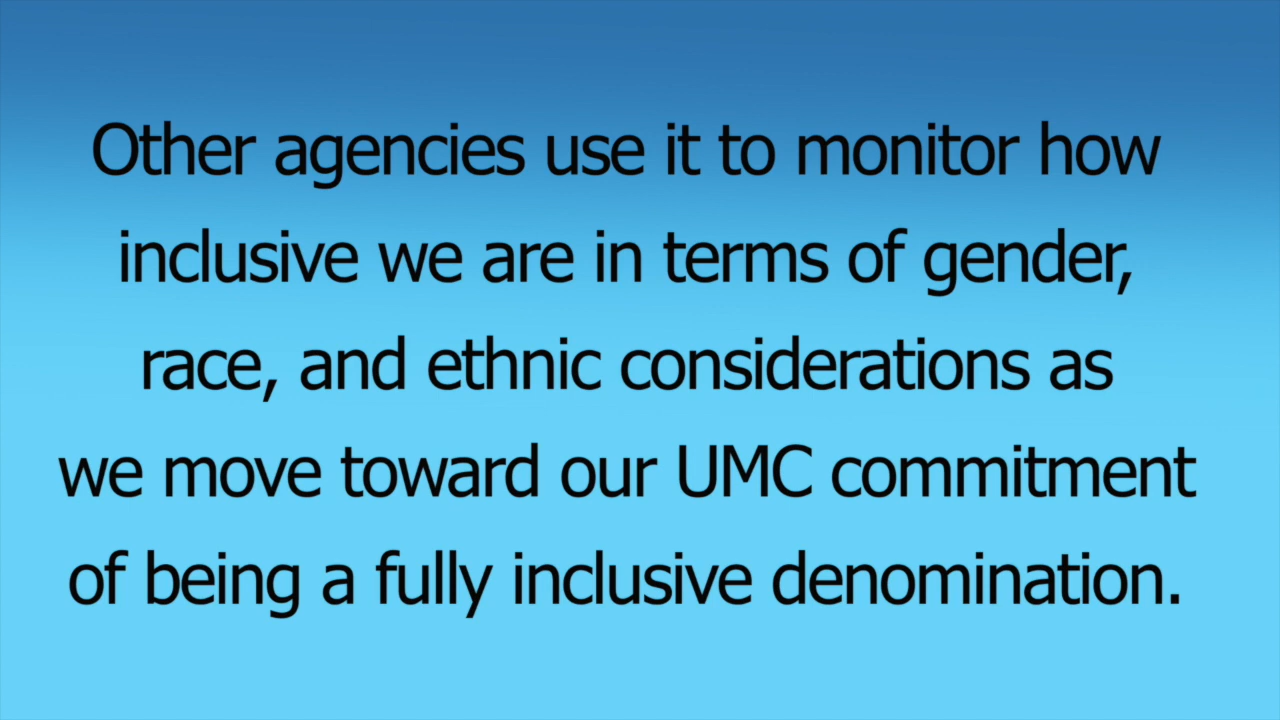 Other agencies use it to monitor how
inclusive we are in terms of gender,
race, and ethnic considerations as
we move toward our UMC commitment
of being a fully inclusive denomination.